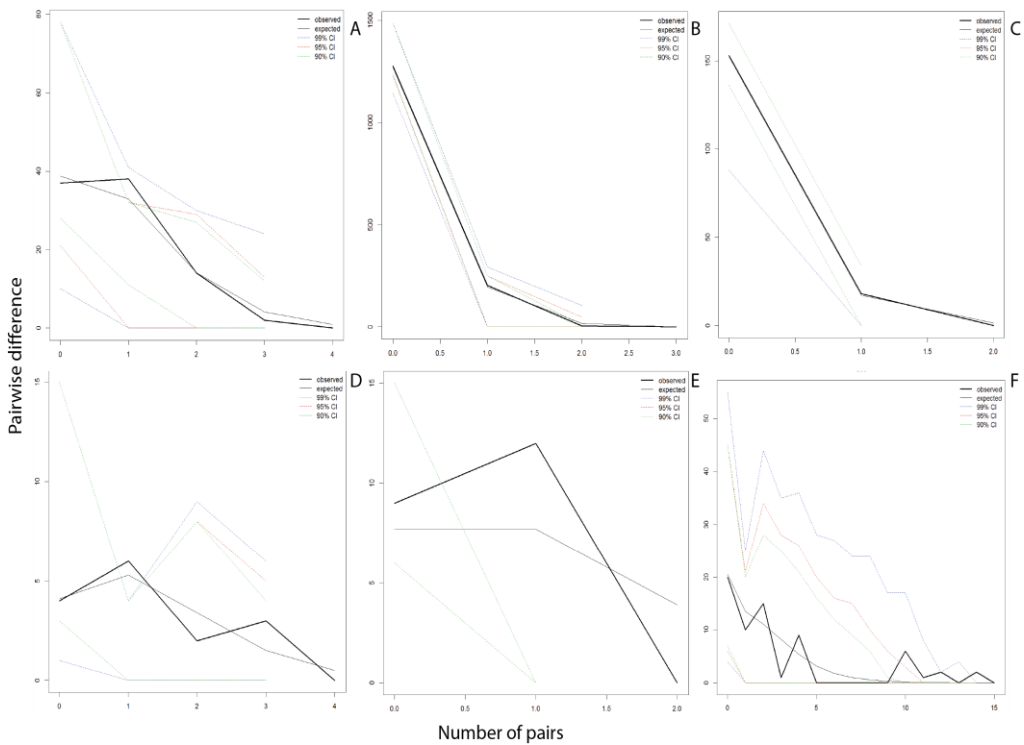 A
observed
expected
99% CI
95% CI
90% CI
80
60
40
20
0
0 1 2 3 4
B
observed
expected
99% CI
95% CI
90% CI
1500
1000
500
0
0.0 0.5 1.0 1.5 2.0 2.5 3.0
C
observed
expected
99% CI
95% CI
90% CI
150
100
50
0
0.0 0.5 1.0 1.5 2.0
Pairwise difference
D
observed
expected
99% CI
95% CI
90% CI
15
10
5
0
0 1 2 3 4
E
observed
expected
99% CI
95% CI
90% CI
15
10
5
0
0.0 0.5 1.0 1.5 2.0
F
observed
expected
99% CI
95% CI
90% CI
50
40
30
20
10
0
0 5 10 15
Number of pairs